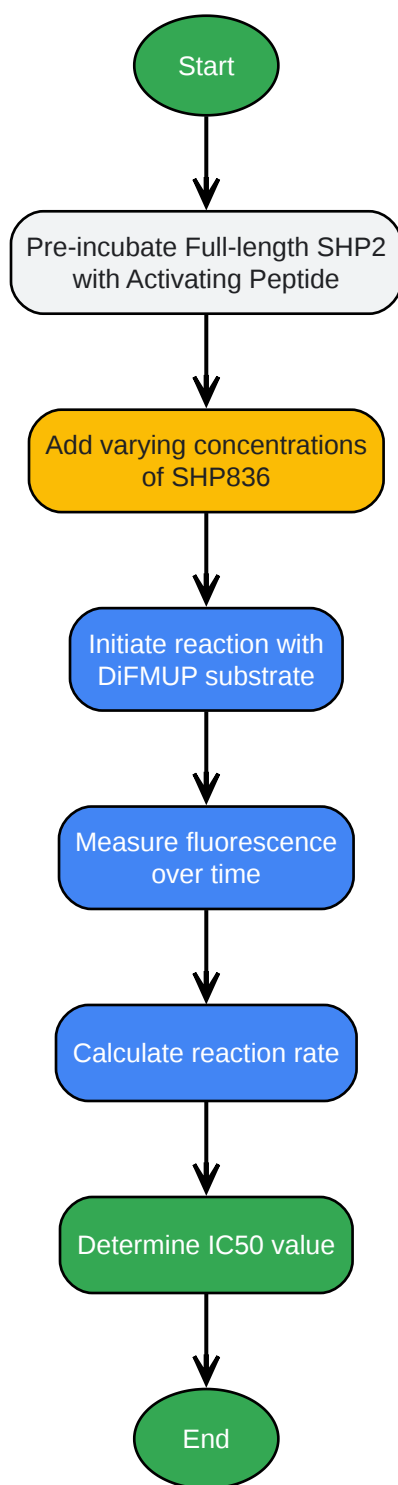 Start
Pre-incubate Full-length SHP2
with Activating Peptide
Add varying concentrations
of SHP836
Initiate reaction with
DiFMUP substrate
Measure fluorescence
over time
Calculate reaction rate
Determine IC50 value
End